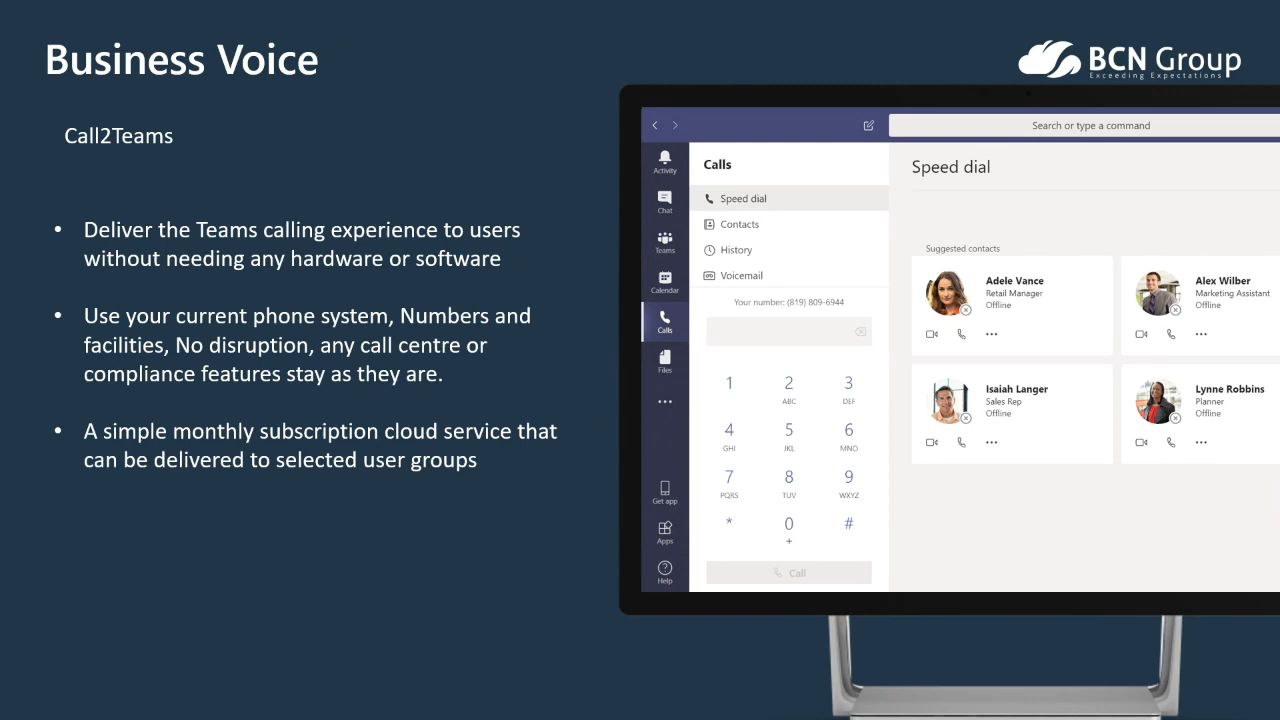 Business Voice
BCN Group
Exceeding Expectations
Call2Teams
• Deliver the Teams calling experience to users
without needing any hardware or software
• Use your current phone system, Numbers and
facilities, No disruption, any call centre or
compliance features stay as they are.
• A simple monthly subscription cloud service that
can be delivered to selected user groups
Search or type a command
Activity
Chat
Teams
Calendar
Calls
Files
Get app
Apps
Help
Calls
Speed dial
Contacts
History
Voicemail
Your number: (819) 809-6944
1 2 3
ABC DEF
4 5 6
GHI JKL MNO
7 8 9
PQRS TUV WXYZ
* 0 #
+
Call
Speed dial
Suggested contacts
Adele Vance
Retail Manager
Offline
Alex Wilber
Marketing Assistant
Offline
Isaiah Langer
Sales Rep
Offline
Lynne Robbins
Planner
Offline